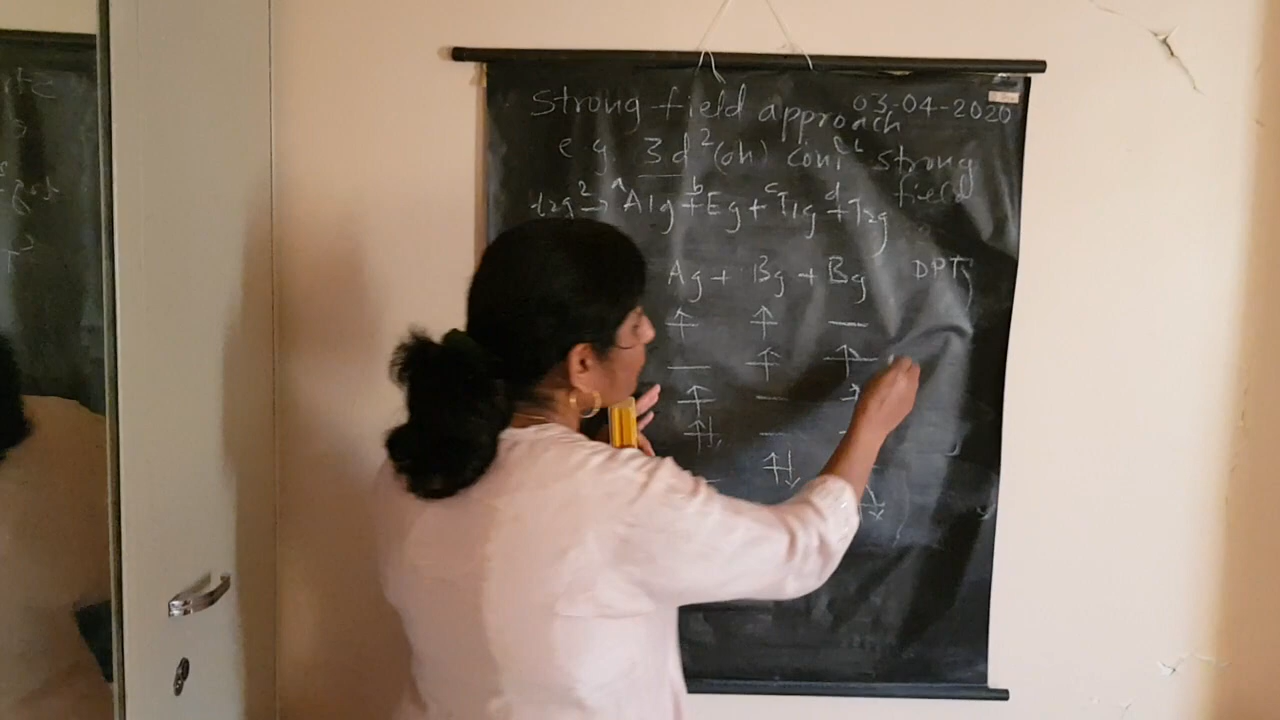 03-04-2020
Strong field approach
e g. 3d²(oh) strong
field
t2g² → ᵃA1g + ᵇEg + ᶜT1g + ᵈT2g
Ag + Bg + Bg DPT